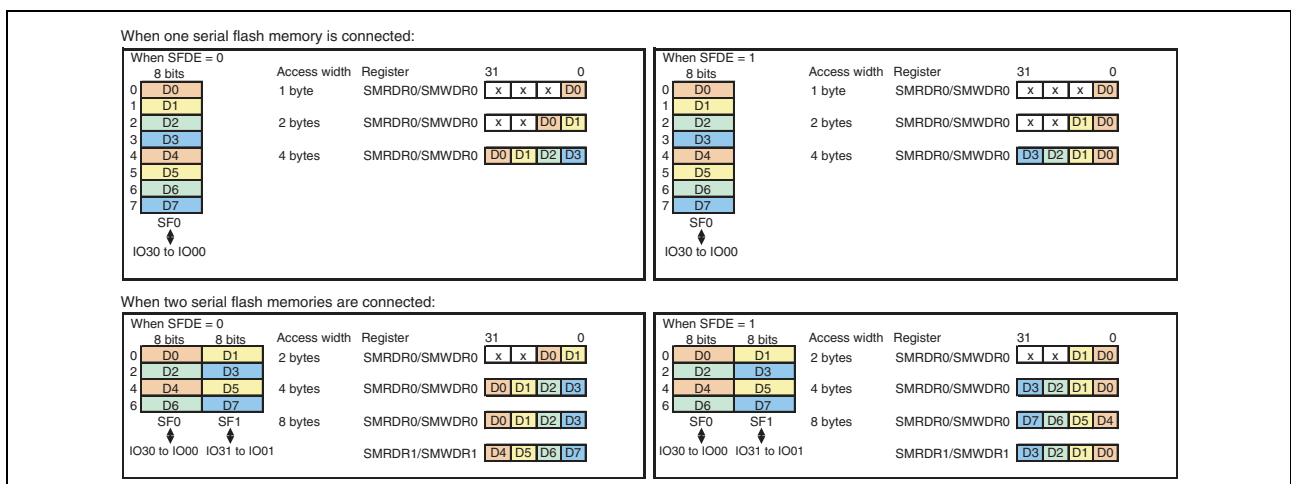 When one serial flash memory is connected:
When SFDE = 0
8 bits Access width Register 31 0
0 D0 1 byte SMRDR0/SMWDR0 x x x D0
1 D1
2 D2 2 bytes SMRDR0/SMWDR0 x x D0 D1
3 D3
4 D4 4 bytes SMRDR0/SMWDR0 D0 D1 D2 D3
5 D5
6 D6
7 D7
SF0
IO30 to IO00
When SFDE = 1
8 bits Access width Register 31 0
0 D0 1 byte SMRDR0/SMWDR0 x x x D0
1 D1
2 D2 2 bytes SMRDR0/SMWDR0 x x D1 D0
3 D3
4 D4 4 bytes SMRDR0/SMWDR0 D3 D2 D1 D0
5 D5
6 D6
7 D7
SF0
IO30 to IO00
When two serial flash memories are connected:
When SFDE = 0
8 bits 8 bits Access width Register 31 0
0 D0 D1 2 bytes SMRDR0/SMWDR0 x x D0 D1
2 D2 D3
4 D4 D5 4 bytes SMRDR0/SMWDR0 D0 D1 D2 D3
6 D6 D7
SF0 SF1 8 bytes SMRDR0/SMWDR0 D0 D1 D2 D3
IO30 to IO00 IO31 to IO01
SMRDR1/SMWDR1 D4 D5 D6 D7
When SFDE = 1
8 bits 8 bits Access width Register 31 0
0 D0 D1 2 bytes SMRDR0/SMWDR0 x x D1 D0
2 D2 D3
4 D4 D5 4 bytes SMRDR0/SMWDR0 D3 D2 D1 D0
6 D6 D7
SF0 SF1 8 bytes SMRDR0/SMWDR0 D7 D6 D5 D4
IO30 to IO00 IO31 to IO01
SMRDR1/SMWDR1 D3 D2 D1 D0